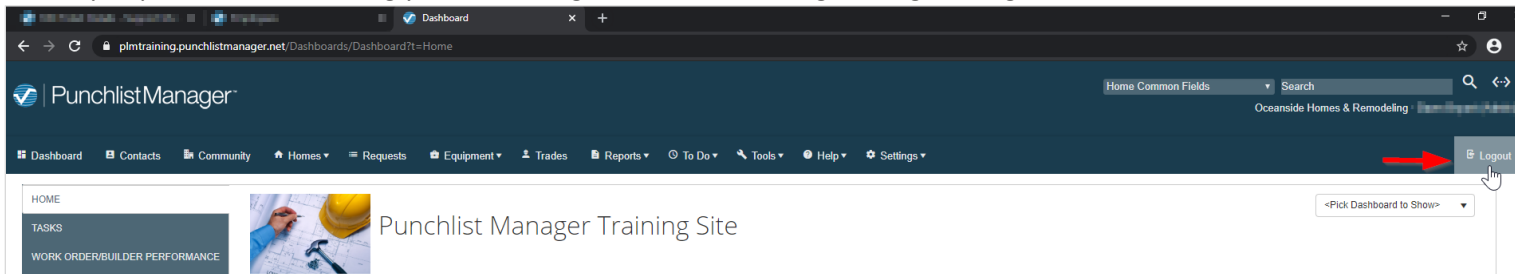 Dashboard
plmtraining.punchlistmanager.net/Dashboards/Dashboard?t=Home
PunchlistManager
Home Common Fields
Search
Oceanside Homes & Remodeling
Dashboard Contacts Community Homes Requests Equipment Trades Reports To Do Tools Help Settings Logout
HOME
TASKS
WORK ORDER/BUILDER PERFORMANCE
Punchlist Manager Training Site
<Pick Dashboard to Show>